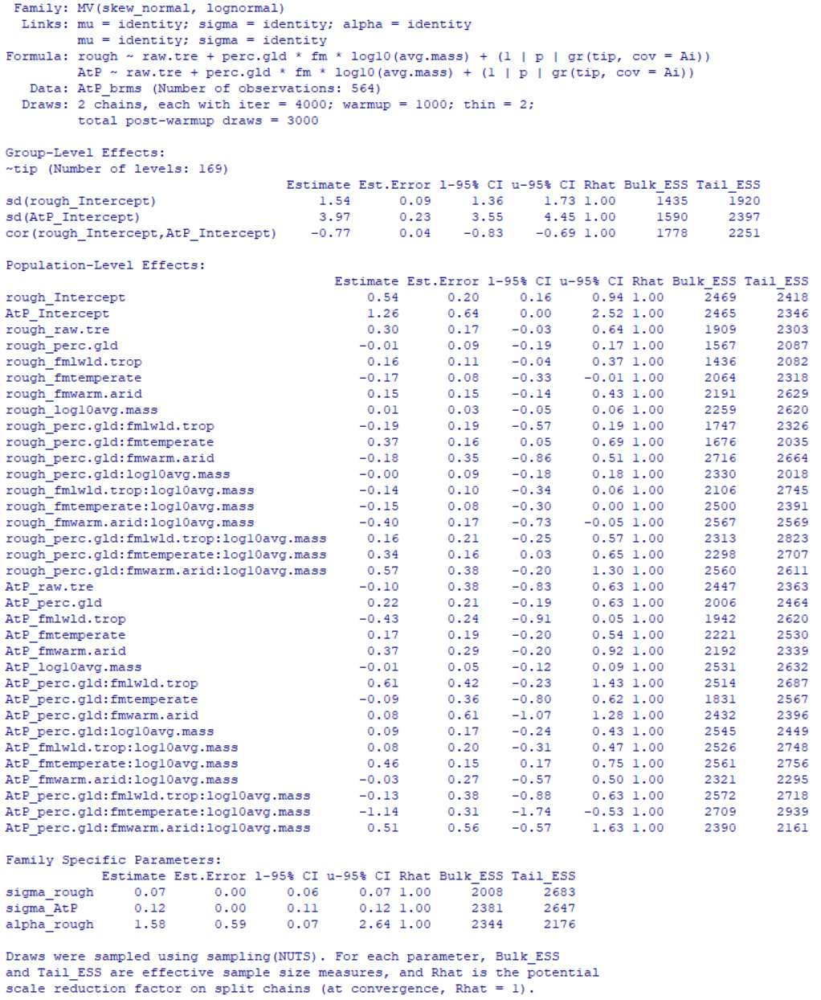 Family: MV(skew_normal, lognormal)
Links: mu = identity; sigma = identity; alpha = identity
mu = identity; sigma = identity
Formula: rough ~ raw.tre + perc.gld * fm * log10(avg.mass) + (1 | p | gr(tip, cov = Ai))
AtP ~ raw.tre + perc.gld * fm * log10(avg.mass) + (1 | p | gr(tip, cov = Ai))
Data: AtP_brms (Number of observations: 564)
Draws: 2 chains, each with iter = 4000; warmup = 1000; thin = 2;
total post-warmup draws = 3000
Group-Level Effects:
~tip (Number of levels: 169)
Estimate Est.Error l-95% CI u-95% CI Rhat Bulk_ESS Tail_ESS
sd(rough_Intercept) 1.54 0.09 1.36 1.73 1.00 1435 1920
sd(AtP_Intercept) 3.97 0.23 3.55 4.45 1.00 1590 2397
cor(rough_Intercept,AtP_Intercept) -0.77 0.04 -0.83 -0.69 1.00 1778 2251
Population-Level Effects:
Estimate Est.Error l-95% CI u-95% CI Rhat Bulk_ESS Tail_ESS
rough_Intercept 0.54 0.20 0.16 0.94 1.00 2469 2418
AtP_Intercept 1.26 0.64 0.00 2.52 1.00 2465 2346
rough_raw.tre 0.30 0.17 -0.03 0.64 1.00 1909 2303
rough_perc.gld -0.01 0.09 -0.19 0.17 1.00 1567 2087
rough_fmlwld.trop 0.16 0.11 -0.04 0.37 1.00 1436 2082
rough_fmtemperate -0.17 0.08 -0.33 -0.01 1.00 2064 2318
rough_fmwarm.arid 0.15 0.15 -0.14 0.43 1.00 2191 2629
rough_log10avg.mass 0.01 0.03 -0.05 0.06 1.00 2259 2620
rough_perc.gld:fmlwld.trop -0.19 0.19 -0.57 0.19 1.00 1747 2326
rough_perc.gld:fmtemperate 0.37 0.16 0.05 0.69 1.00 1676 2035
rough_perc.gld:fmwarm.arid -0.18 0.35 -0.86 0.51 1.00 2716 2664
rough_perc.gld:log10avg.mass -0.00 0.09 -0.18 0.18 1.00 2330 2018
rough_fmlwld.trop:log10avg.mass -0.14 0.10 -0.34 0.06 1.00 2106 2745
rough_fmtemperate:log10avg.mass -0.15 0.08 -0.30 0.00 1.00 2500 2391
rough_fmwarm.arid:log10avg.mass -0.40 0.17 -0.73 -0.05 1.00 2567 2569
rough_perc.gld:fmlwld.trop:log10avg.mass 0.16 0.21 -0.25 0.57 1.00 2313 2823
rough_perc.gld:fmtemperate:log10avg.mass 0.34 0.16 0.03 0.65 1.00 2298 2707
rough_perc.gld:fmwarm.arid:log10avg.mass 0.57 0.38 -0.20 1.30 1.00 2560 2611
AtP_raw.tre -0.10 0.38 -0.83 0.63 1.00 2447 2363
AtP_perc.gld 0.22 0.21 -0.19 0.63 1.00 2006 2464
AtP_fmlwld.trop -0.43 0.24 -0.91 0.05 1.00 1942 2620
AtP_fmtemperate 0.17 0.19 -0.20 0.54 1.00 2221 2530
AtP_fmwarm.arid 0.37 0.29 -0.20 0.92 1.00 2192 2339
AtP_log10avg.mass -0.01 0.05 -0.12 0.09 1.00 2531 2632
AtP_perc.gld:fmlwld.trop 0.61 0.42 -0.23 1.43 1.00 2514 2687
AtP_perc.gld:fmtemperate -0.09 0.36 -0.80 0.62 1.00 1831 2567
AtP_perc.gld:fmwarm.arid 0.08 0.61 -1.07 1.28 1.00 2432 2396
AtP_perc.gld:log10avg.mass 0.09 0.17 -0.24 0.43 1.00 2545 2449
AtP_fmlwld.trop:log10avg.mass 0.08 0.20 -0.31 0.47 1.00 2526 2748
AtP_fmtemperate:log10avg.mass 0.46 0.15 0.17 0.75 1.00 2561 2756
AtP_fmwarm.arid:log10avg.mass -0.03 0.27 -0.57 0.50 1.00 2321 2295
AtP_perc.gld:fmlwld.trop:log10avg.mass -0.13 0.38 -0.88 0.63 1.00 2572 2718
AtP_perc.gld:fmtemperate:log10avg.mass -1.14 0.31 -1.74 -0.53 1.00 2709 2939
AtP_perc.gld:fmwarm.arid:log10avg.mass 0.51 0.56 -0.57 1.63 1.00 2390 2161
Family Specific Parameters:
Estimate Est.Error l-95% CI u-95% CI Rhat Bulk_ESS Tail_ESS
sigma_rough 0.07 0.00 0.06 0.07 1.00 2008 2683
sigma_AtP 0.12 0.00 0.11 0.12 1.00 2381 2647
alpha_rough 1.58 0.59 0.07 2.64 1.00 2344 2176
Draws were sampled using sampling(NUTS). For each parameter, Bulk_ESS
and Tail_ESS are effective sample size measures, and Rhat is the potential
scale reduction factor on split chains (at convergence, Rhat = 1).